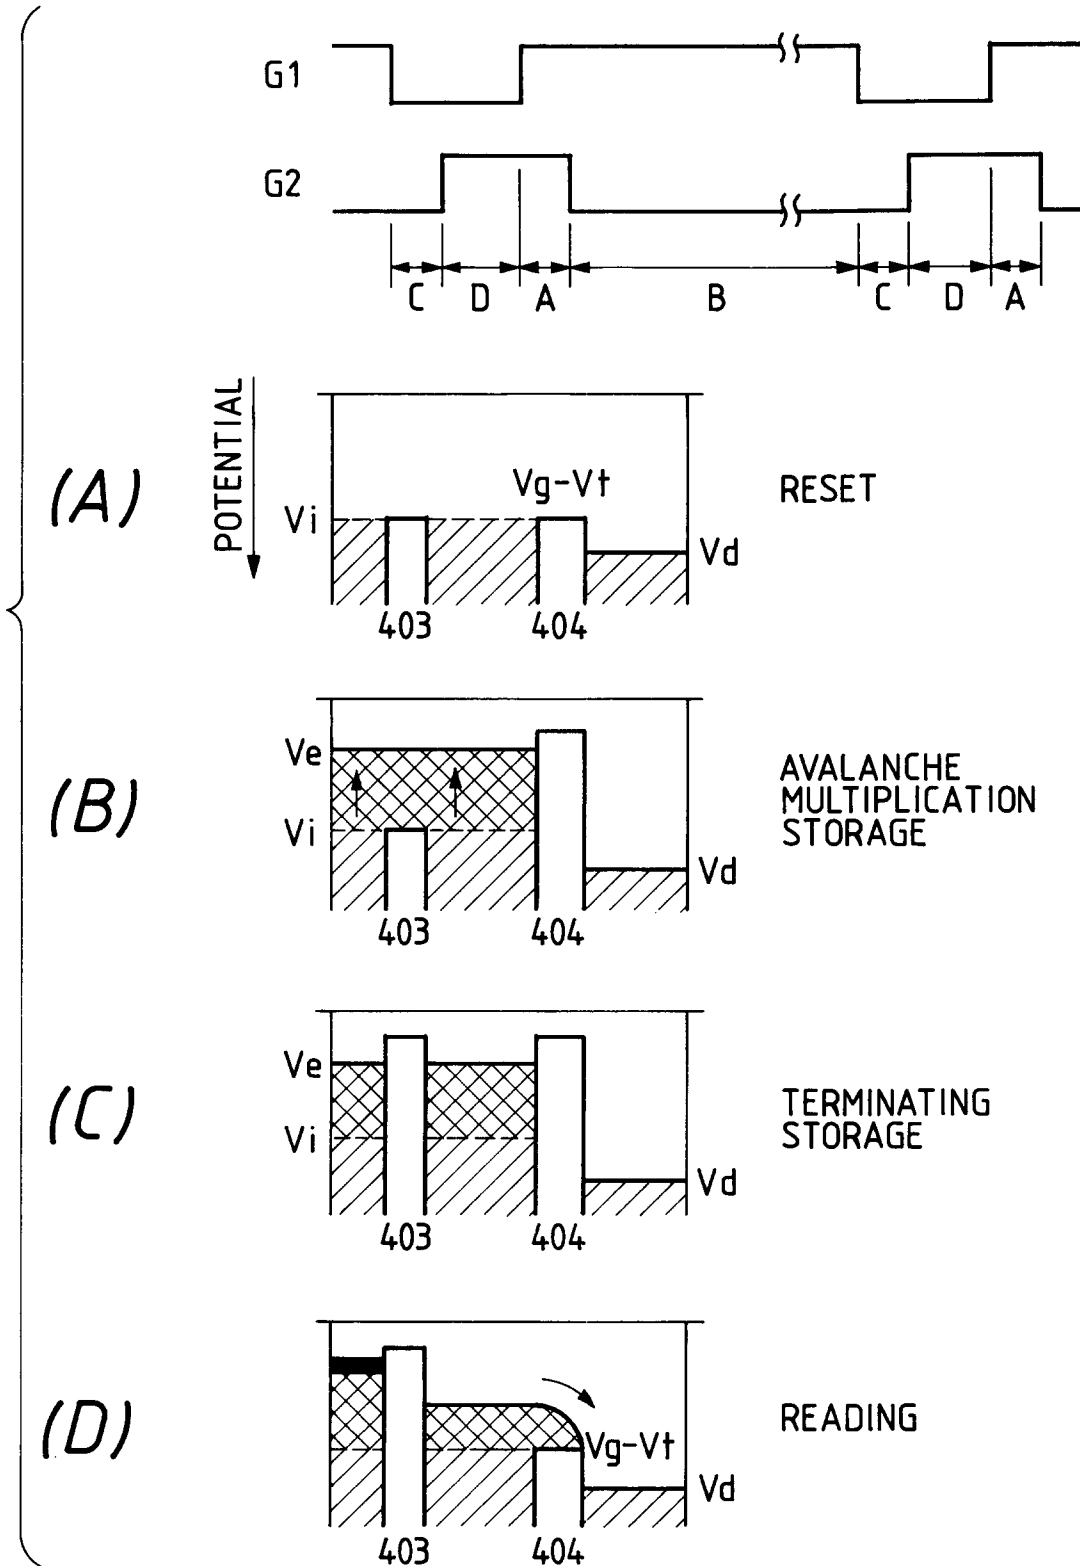 G1
G2
C D A B C D A
(A)
POTENTIAL
Vg-Vt
RESET
Vi
Vd
403 404
(B)
Ve
AVALANCHE
MULTIPLICATION
STORAGE
Vi
Vd
403 404
(C)
Ve
TERMINATING
STORAGE
Vi
Vd
403 404
(D)
READING
Vg-Vt
Vd
403 404